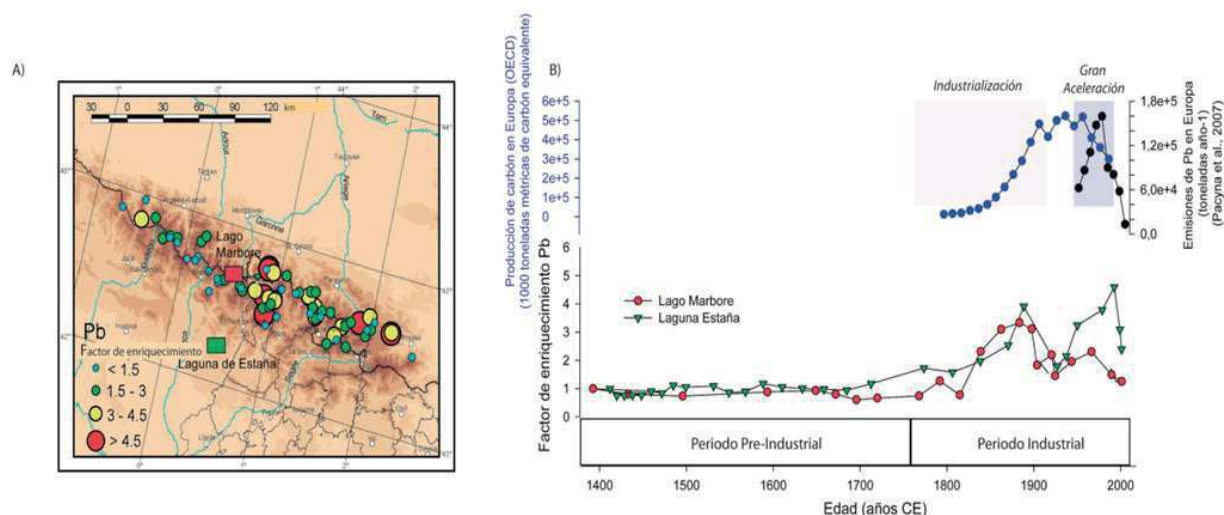 A)
30 0 30 60 90 120 km
Tarn
Toulouse
Ariege
Garonne
Lago
Marbore
Pb
Factor de enriquecimiento
< 1.5
1.5 - 3
3 - 4.5
> 4.5
Laguna de Estaña
B)
Producción de carbón en Europa (OECD)
(1000 toneladas métricas de carbón equivalente)
6e+5
5e+5
4e+5
3e+5
2e+5
1e+5
0
Industrialización
Gran
Aceleración
1,8e+5
1,2e+5
6,0e+4
0,0
Emisiones de Pb en Europa
(toneladas año-1)
(Pacyna et al., 2007)
Factor de enriquecimiento Pb
6
5
4
3
2
1
0
Lago Marbore
Laguna Estaña
Periodo Pre-Industrial
Periodo Industrial
1400 1500 1600 1700 1800 1900 2000
Edad (años CE)